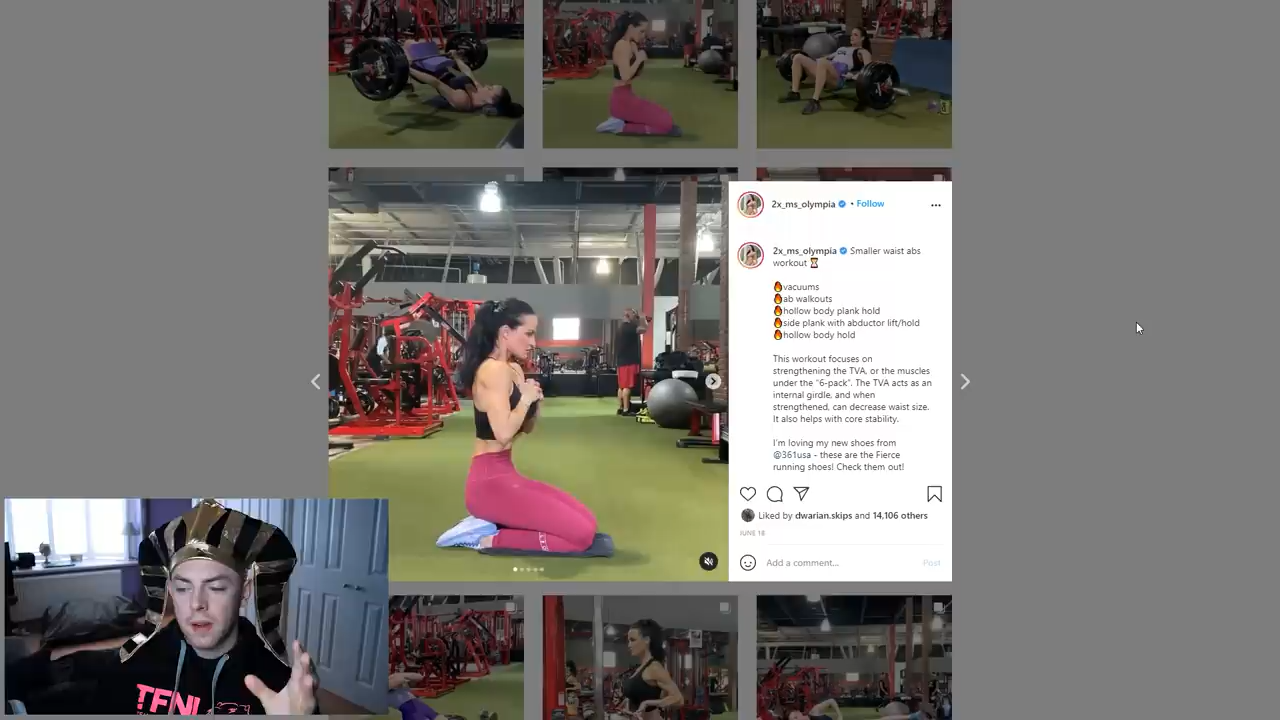 2x_ms_olympia • Follow
2x_ms_olympia Smaller waist abs
workout ⏳
🔥vacuums
🔥ab walkouts
🔥hollow body plank hold
🔥side plank with abductor lift/hold
🔥hollow body hold
This workout focuses on
strengthening the TVA, or the muscles
under the "6-pack". The TVA acts as an
internal girdle, and when
strengthened, can decrease waist size.
It also helps with core stability.
I'm loving my new shoes from
@361usa - these are the Fierce
running shoes! Check them out!
Liked by dwarian.skips and 14,106 others
Add a comment...
Post